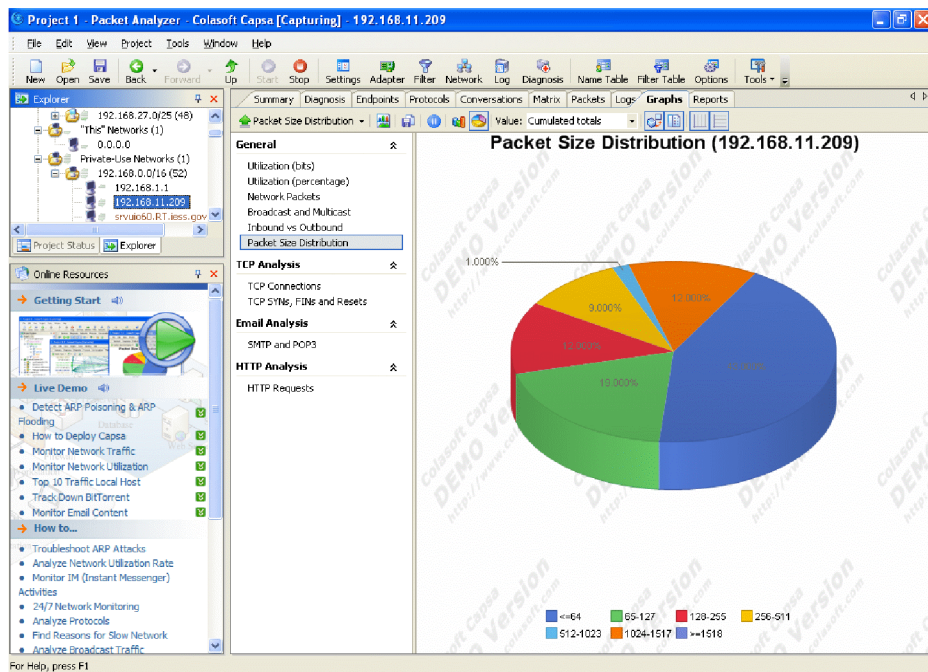 Project 1 - Packet Analyzer - Colasoft Capsa [Capturing] - 192.168.11.209
File Edit View Project Tools Window Help
New Open Save Back Forward Up Start Stop Settings Adapter Filter Network Log Diagnosis Name Table Filter Table Options Tools
Explorer
192.168.27.0/25 (48)
"This" Networks (1)
0.0.0.0
Private-Use Networks (1)
192.168.0.0/16 (52)
192.168.1.1
192.168.11.209
srvuio60.RT.iess.gov
Project Status Explorer
Online Resources
Getting Start
Live Demo
Detect ARP Poisoning & ARP
Flooding
How to Deploy Capsa
Monitor Network Traffic
Monitor Network Utilization
Top 10 Traffic Local Host
Track Down BitTorrent
Monitor Email Content
How to...
Troubleshoot ARP Attacks
Analyze Network Utilization Rate
Monitor IM (Instant Messenger)
Activities
24/7 Network Monitoring
Analyze Protocols
Find Reasons for Slow Network
Analyze Broadcast Traffic
Summary Diagnosis Endpoints Protocols Conversations Matrix Packets Logs Graphs Reports
Packet Size Distribution Value: Cumulated totals
General
Utilization (bits)
Utilization (percentage)
Network Packets
Broadcast and Multicast
Inbound vs Outbound
Packet Size Distribution
TCP Analysis
TCP Connections
TCP SYNs, FINs and Resets
Email Analysis
SMTP and POP3
HTTP Analysis
HTTP Requests
Packet Size Distribution (192.168.11.209)
1.000%
9.000%
12.000%
19.000%
<=64 65-127 128-255 256-511
512-1023 1024-1517 >=1518
Colasoft Capsa
DEMO Version
For Help, press F1